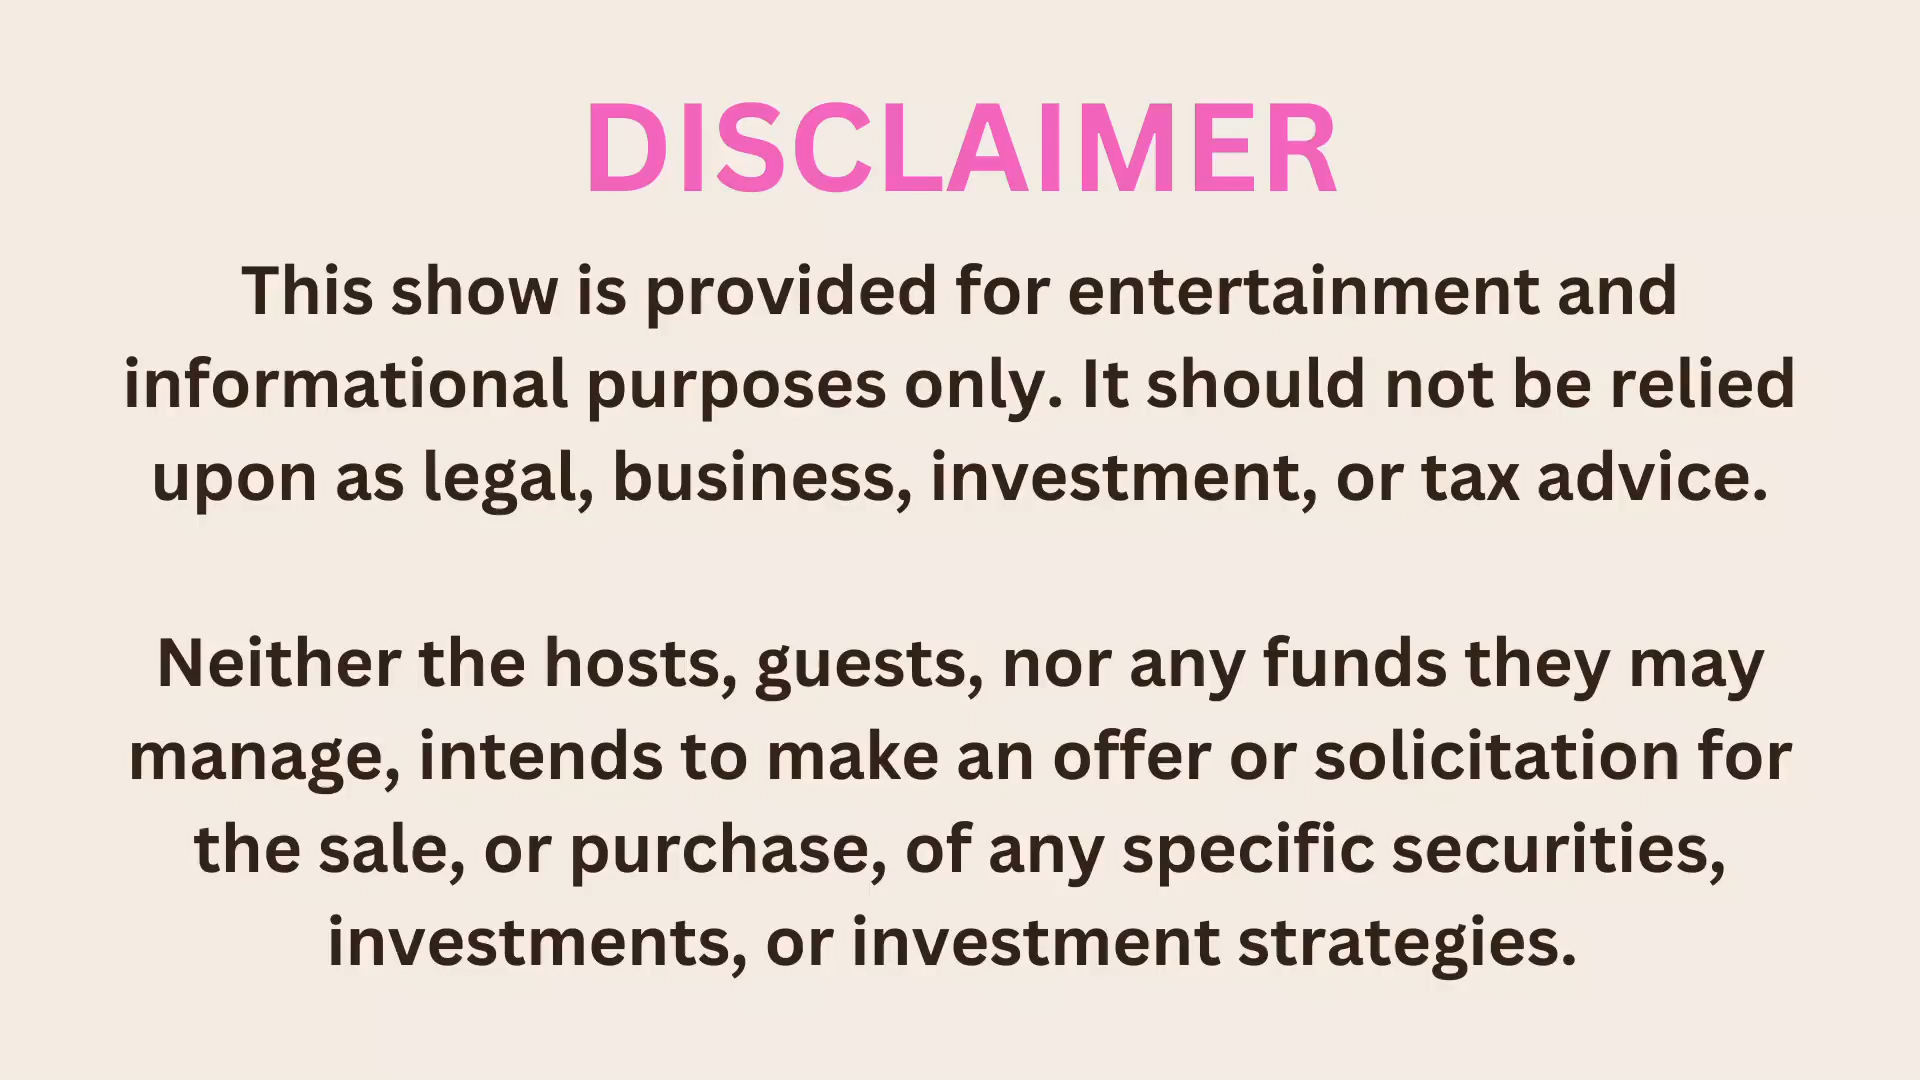 DISCLAIMER
This show is provided for entertainment and
informational purposes only. It should not be relied
upon as legal, business, investment, or tax advice.
Neither the hosts, guests, nor any funds they may
manage, intends to make an offer or solicitation for
the sale, or purchase, of any specific securities,
investments, or investment strategies.